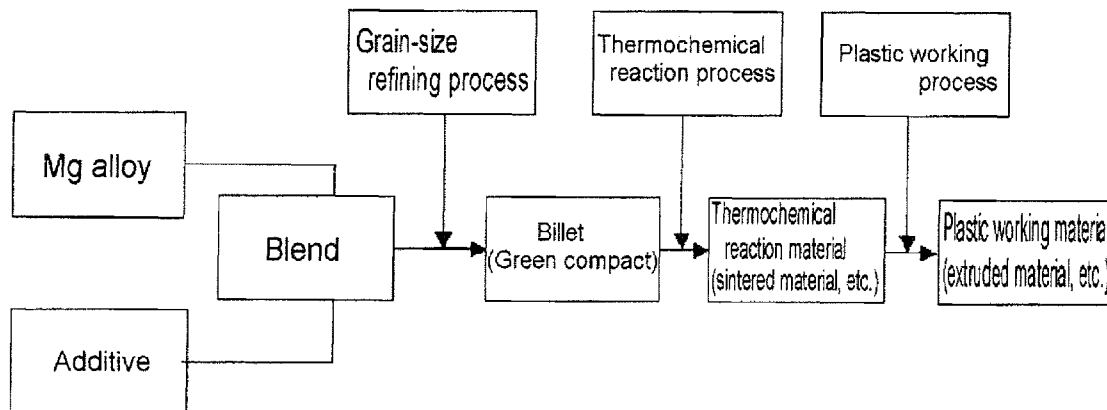 Grain-size
refining process
Thermochemical
reaction process
Plastic working
process
Mg alloy
Blend
Additive
Billet
(Green compact)
Thermochemical
reaction material
(sintered material, etc.)
Plastic working material
(extruded material, etc.)